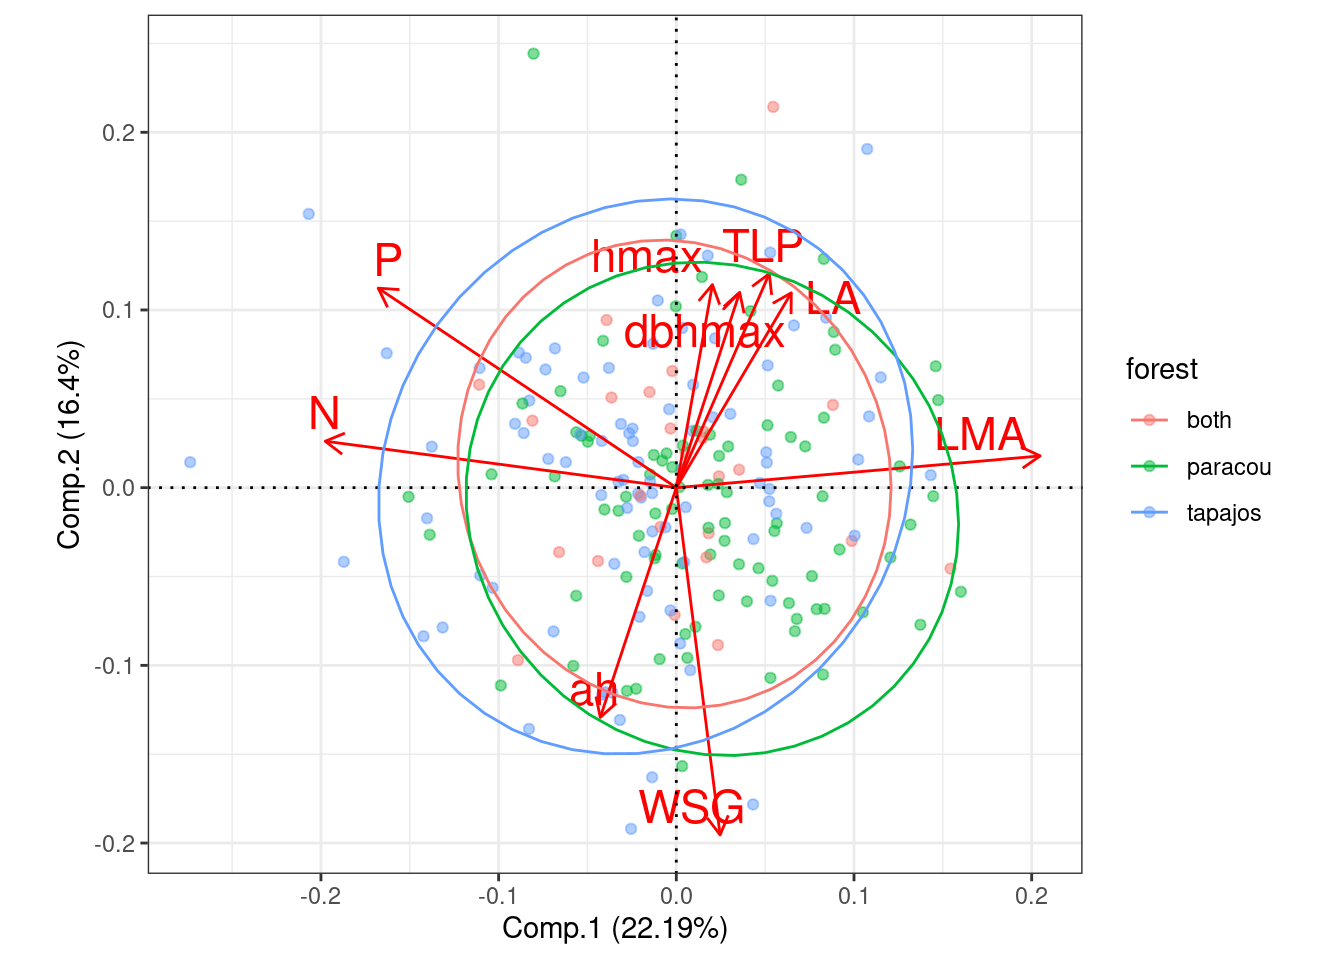 0.2
0.1
0.0
-0.1
-0.2
Comp.2 (16.4%)
P
hmax
TLP
LA
dbhmax
N
LMA
ah
WSG
-0.2
-0.1
0.0
0.1
0.2
Comp.1 (22.19%)
forest
both
paracou
tapajos